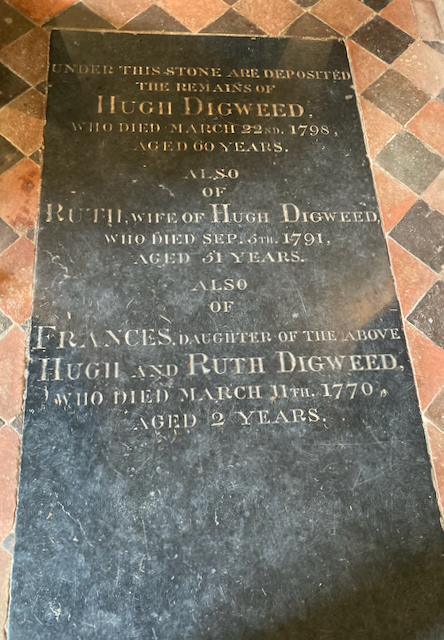 UNDER THIS STONE ARE DEPOSITED
THE REMAINS OF
HUGH DIGWEED,
WHO DIED MARCH 22ND. 1798,
AGED 60 YEARS.
ALSO
OF
RUTH, WIFE OF HUGH DIGWEED,
WHO DIED SEP. 5TH. 1791,
AGED 51 YEARS.
ALSO
OF
FRANCES, DAUGHTER OF THE ABOVE
HUGH AND RUTH DIGWEED,
WHO DIED MARCH 11TH. 1770,
AGED 2 YEARS.